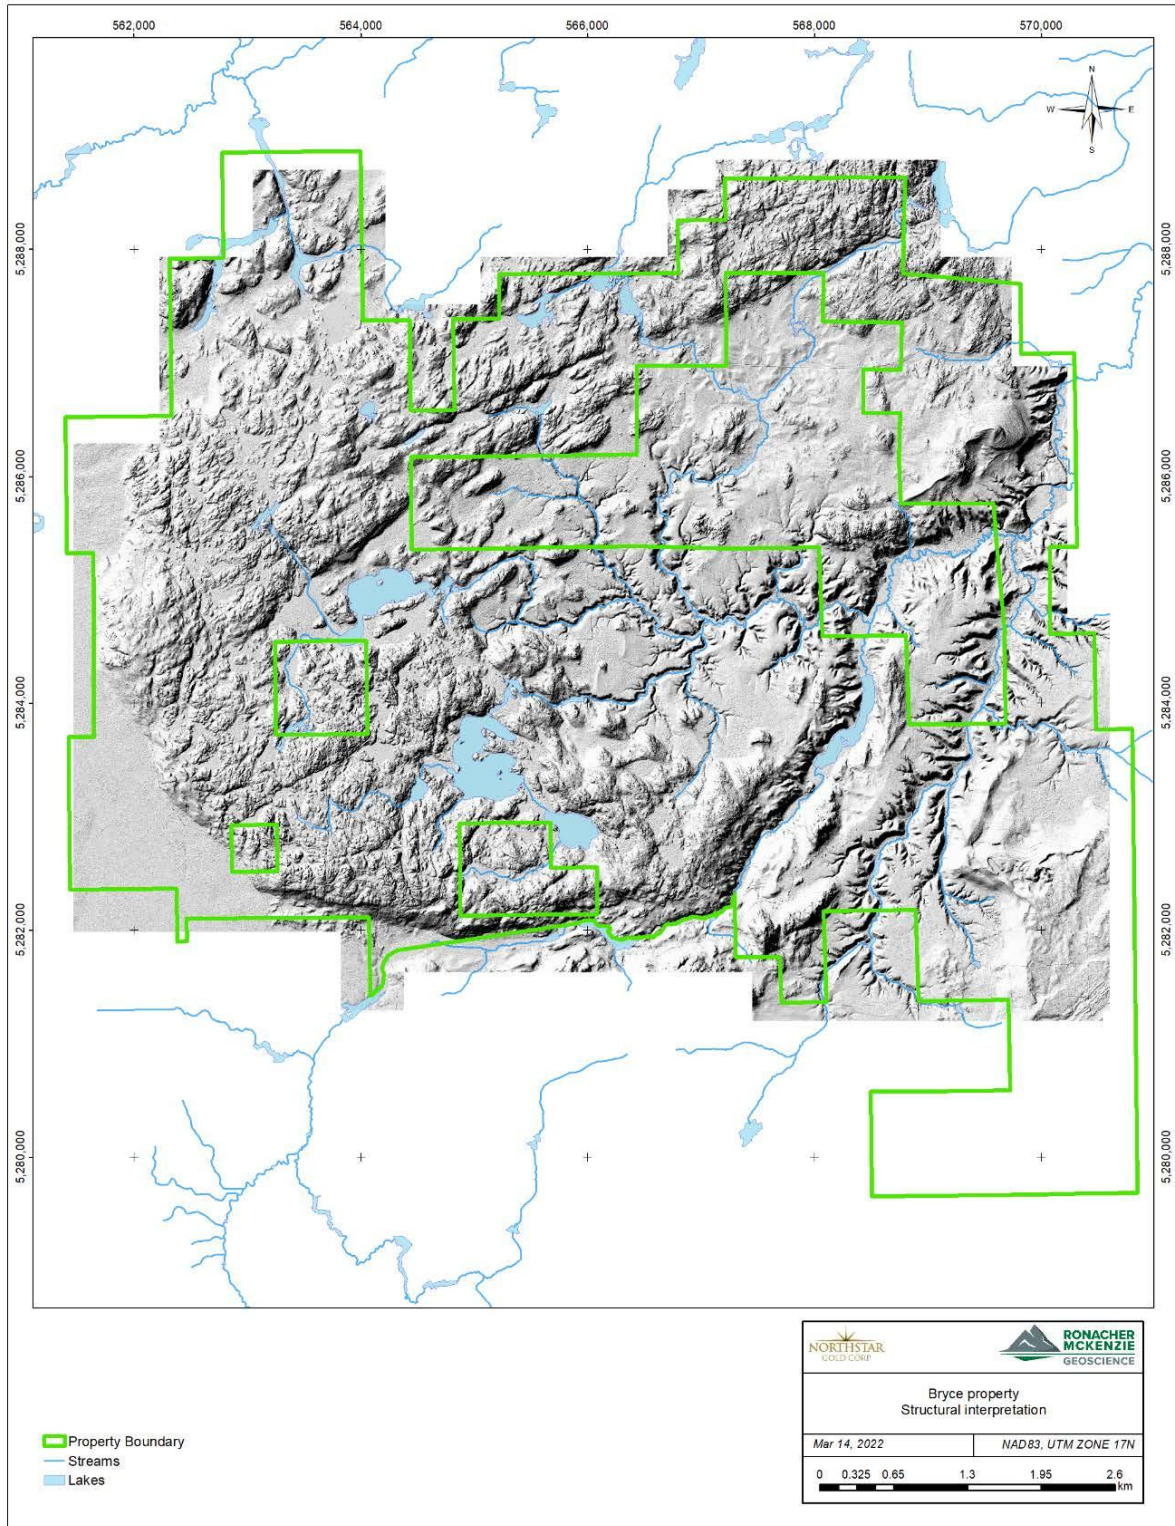 562,000 564,000 566,000 568,000 570,000
N
W E
S
5,288,000 5,288,000
5,286,000 5,286,000
5,284,000 5,284,000
5,282,000 5,282,000
5,280,000 5,280,000
NORTHSTAR
GOLD CORP
RONACHER
MCKENZIE
GEOSCIENCE
Bryce property
Structural interpretation
Mar 14, 2022 NAD83, UTM ZONE 17N
0 0.325 0.65 1.3 1.95 2.6
km
Property Boundary
Streams
Lakes